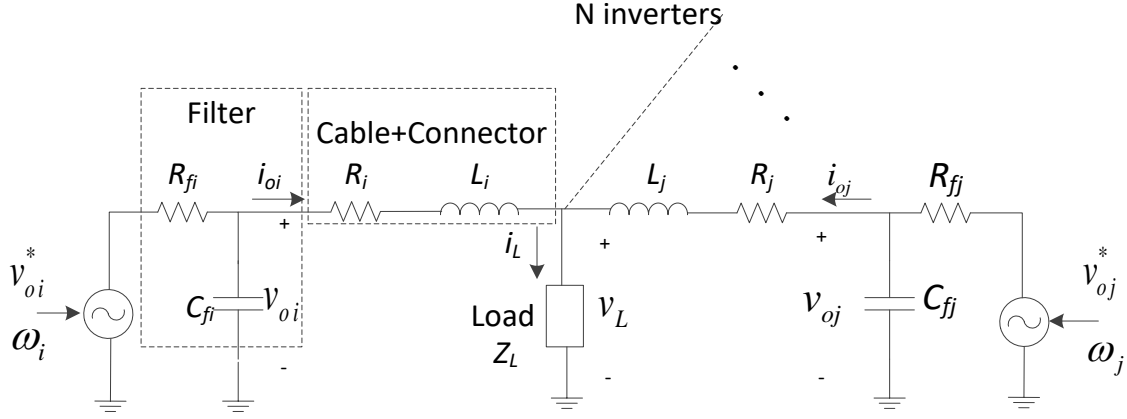 N inverters
Filter
Cable+Connector
R_fi
i_oi
R_i
L_i
L_j
R_j
i_oj
R_fj
+
+
+
i_L
v*_oi
ω_i
C_fi
v_oi
Load
Z_L
v_L
v_oj
C_fj
v*_oj
ω_j
-
-
-